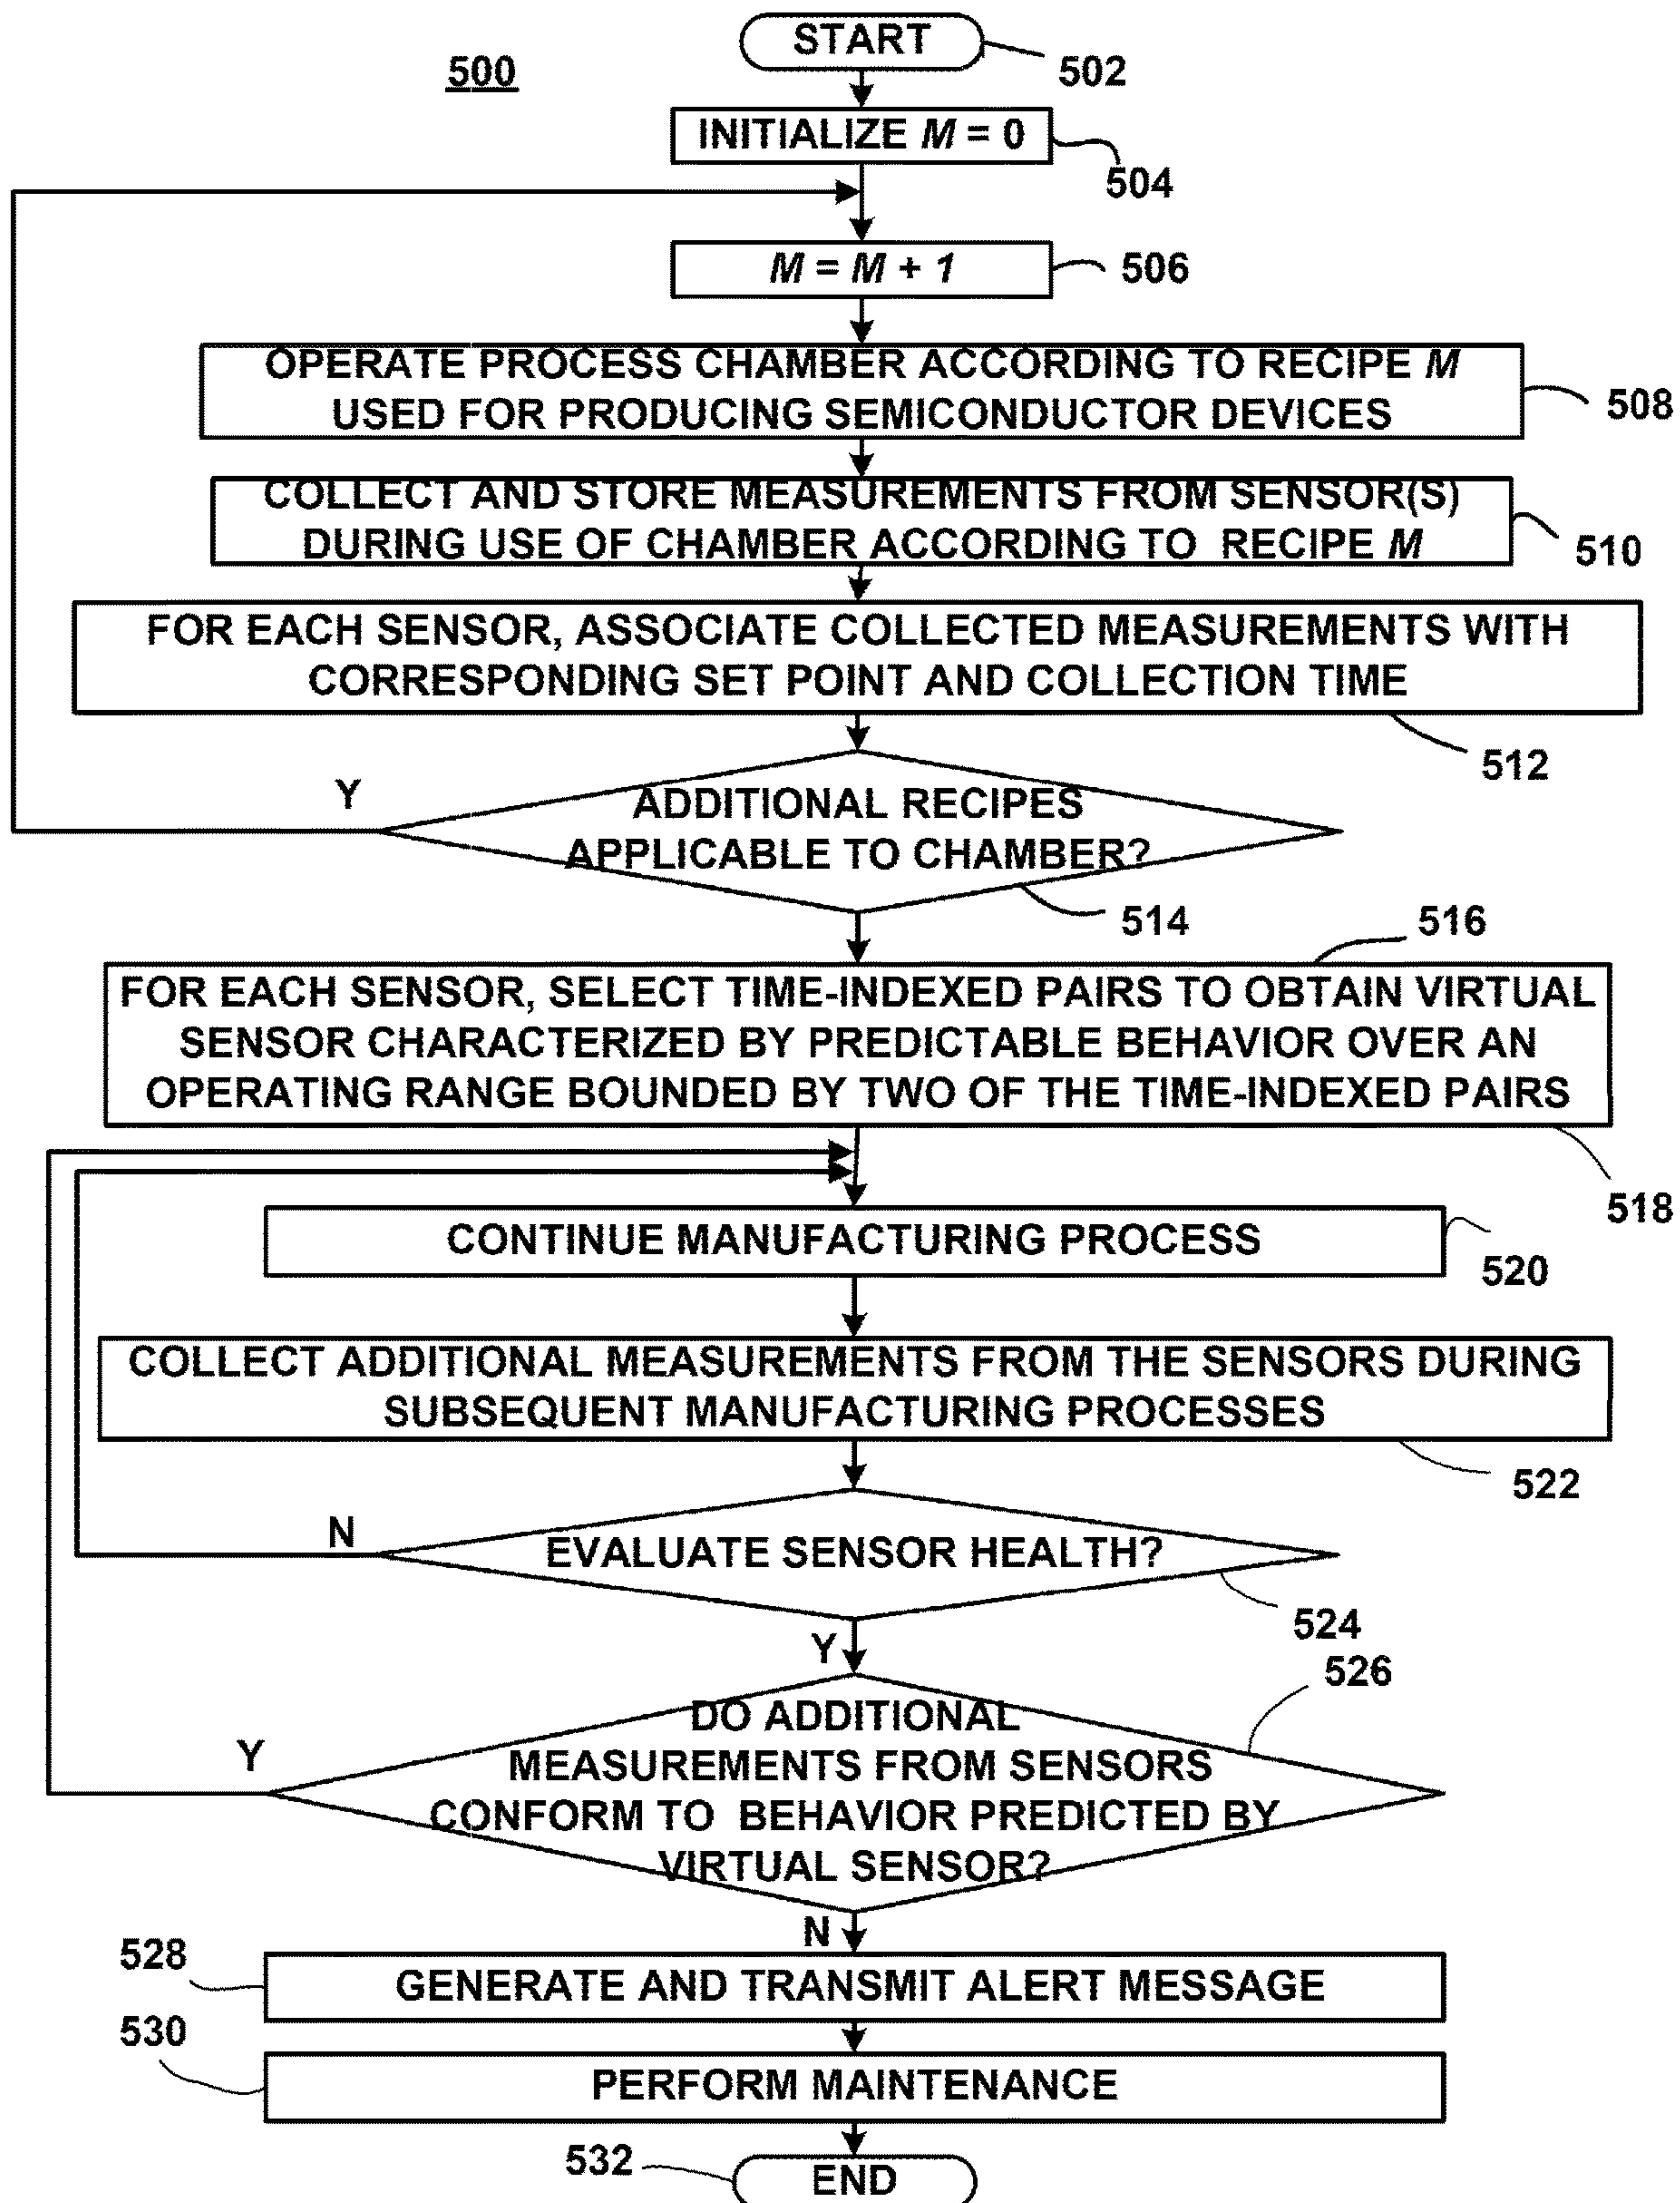 START
500
502
INITIALIZE M = 0
504
M = M + 1
506
OPERATE PROCESS CHAMBER ACCORDING TO RECIPE M
USED FOR PRODUCING SEMICONDUCTOR DEVICES
508
COLLECT AND STORE MEASUREMENTS FROM SENSOR(S)
DURING USE OF CHAMBER ACCORDING TO RECIPE M
510
FOR EACH SENSOR, ASSOCIATE COLLECTED MEASUREMENTS WITH
CORRESPONDING SET POINT AND COLLECTION TIME
512
Y
ADDITIONAL RECIPES
APPLICABLE TO CHAMBER?
514
516
FOR EACH SENSOR, SELECT TIME-INDEXED PAIRS TO OBTAIN VIRTUAL
SENSOR CHARACTERIZED BY PREDICTABLE BEHAVIOR OVER AN
OPERATING RANGE BOUNDED BY TWO OF THE TIME-INDEXED PAIRS
518
CONTINUE MANUFACTURING PROCESS
520
COLLECT ADDITIONAL MEASUREMENTS FROM THE SENSORS DURING
SUBSEQUENT MANUFACTURING PROCESSES
522
N
EVALUATE SENSOR HEALTH?
524
Y
526
Y
DO ADDITIONAL
MEASUREMENTS FROM SENSORS
CONFORM TO BEHAVIOR PREDICTED BY
VIRTUAL SENSOR?
N
528
GENERATE AND TRANSMIT ALERT MESSAGE
530
PERFORM MAINTENANCE
532
END